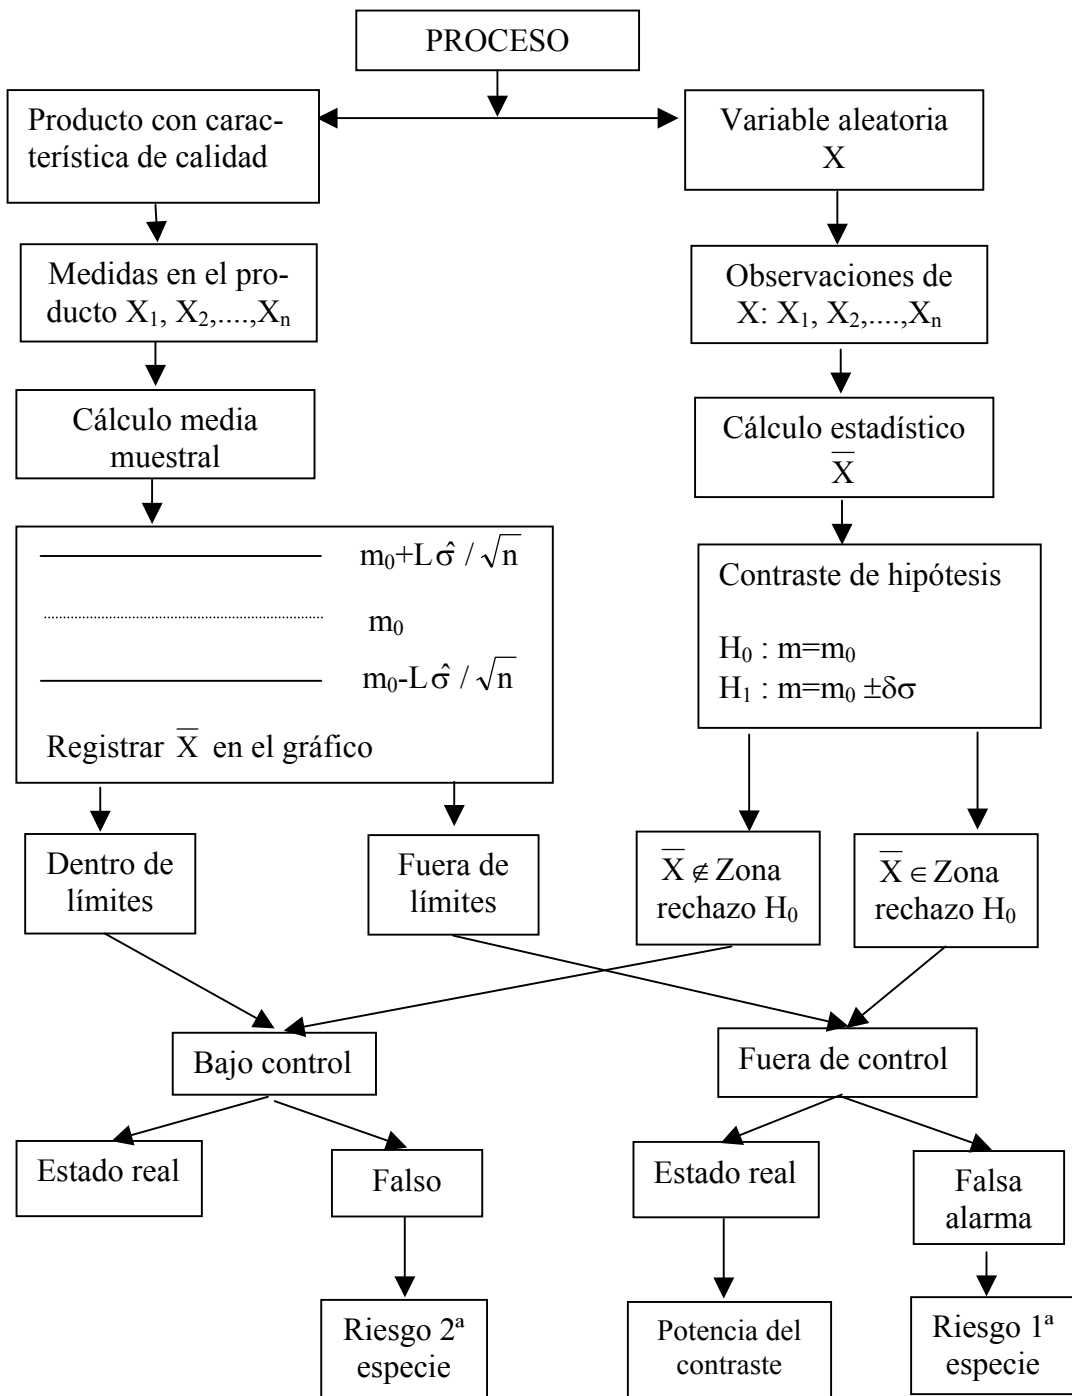 PROCESO
Producto con carac-
terística de calidad
Variable aleatoria
X
Medidas en el pro-
ducto X₁, X₂,....,Xₙ
Observaciones de
X: X₁, X₂,....,Xₙ
Cálculo media
muestral
Cálculo estadístico
X̅
m₀+Lσ̂ / √n
m₀
m₀-Lσ̂ / √n
Registrar X̅ en el gráfico
Contraste de hipótesis
H₀ : m=m₀
H₁ : m=m₀ ±δσ
Dentro de
límites
Fuera de
límites
X̅ ∉ Zona
rechazo H₀
X̅ ∈ Zona
rechazo H₀
Bajo control
Fuera de control
Estado real
Falso
Estado real
Falsa
alarma
Riesgo 2ª
especie
Potencia del
contraste
Riesgo 1ª
especie